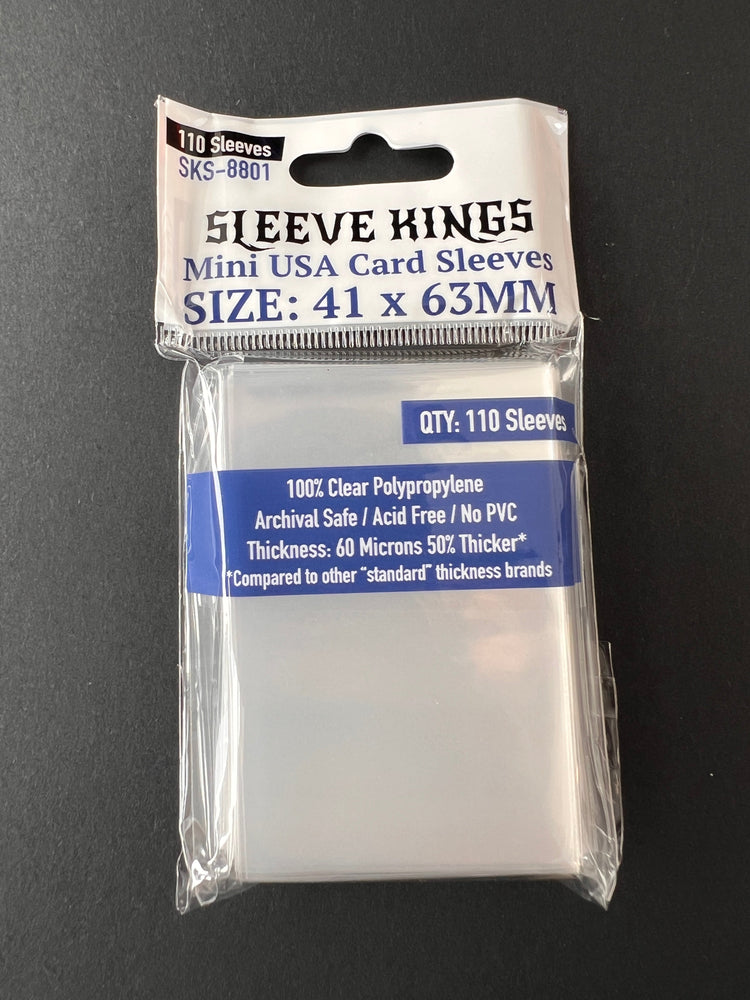 110 Sleeves
SKS-8801
SLEEVE KINGS
Mini USA Card Sleeves
SIZE: 41 x 63MM
QTY: 110 Sleeves
100% Clear Polypropylene
Archival Safe / Acid Free / No PVC
Thickness: 60 Microns 50% Thicker*
*Compared to other "standard" thickness brands